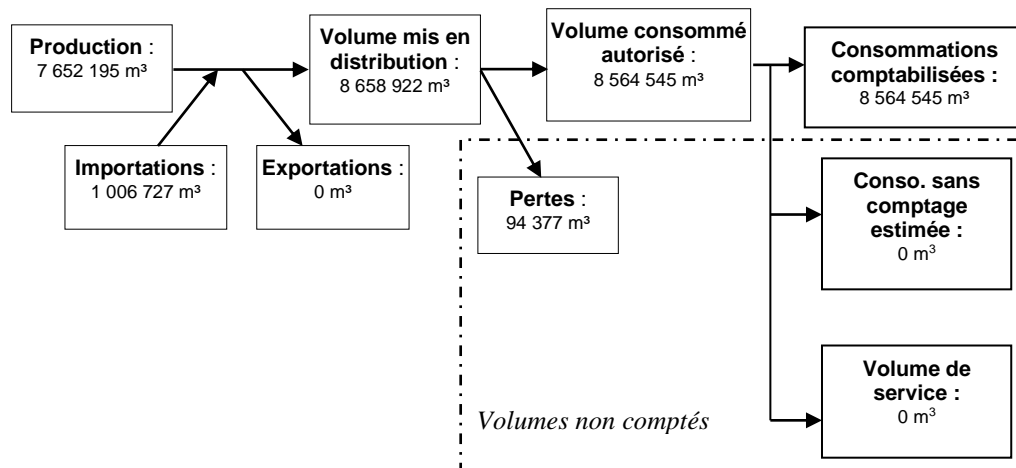 Production :
7 652 195 m³
Volume mis en
distribution :
8 658 922 m³
Volume consommé
autorisé :
8 564 545 m³
Consommations
comptabilisées :
8 564 545 m³
Importations :
1 006 727 m³
Exportations :
0 m³
Pertes :
94 377 m³
Conso. sans
comptage
estimée :
0 m³
Volume de
service :
0 m³
Volumes non comptés